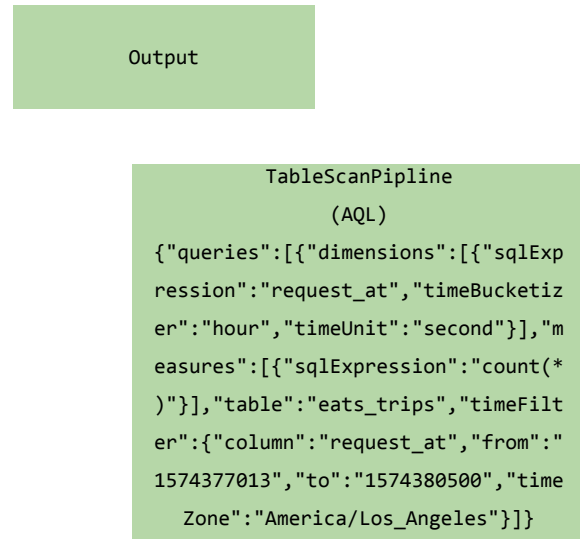 Output
TableScanPipline
(AQL)
{"queries":[{"dimensions":[{"sqlExp
ression":"request_at","timeBucketiz
er":"hour","timeUnit":"second"}],"m
easures":[{"sqlExpression":"count(*
)"}],"table":"eats_trips","timeFilt
er":{"column":"request_at","from":"
1574377013","to":"1574380500","time
Zone":"America/Los_Angeles"}]}